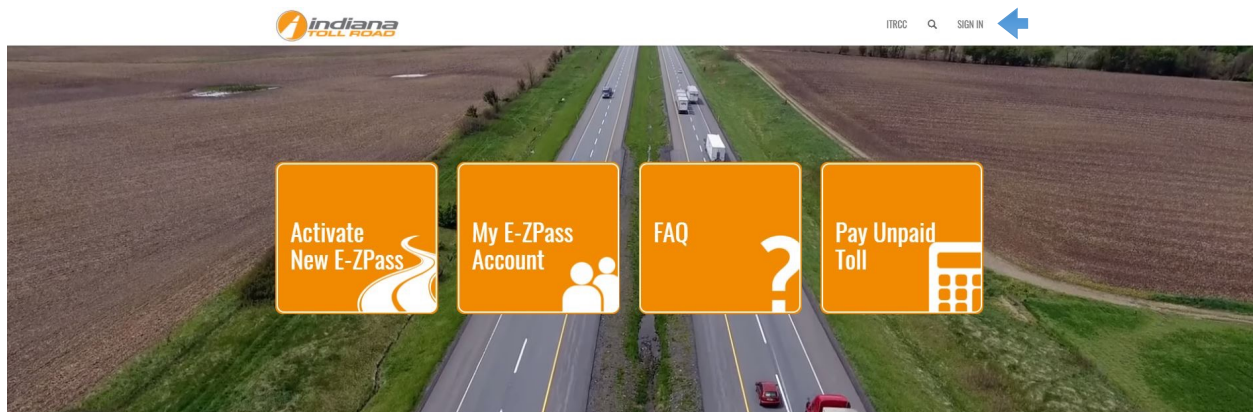 indiana
TOLL ROAD
ITRCC
SIGN IN
Activate
New E-ZPass
My E-ZPass
Account
FAQ
Pay Unpaid
Toll